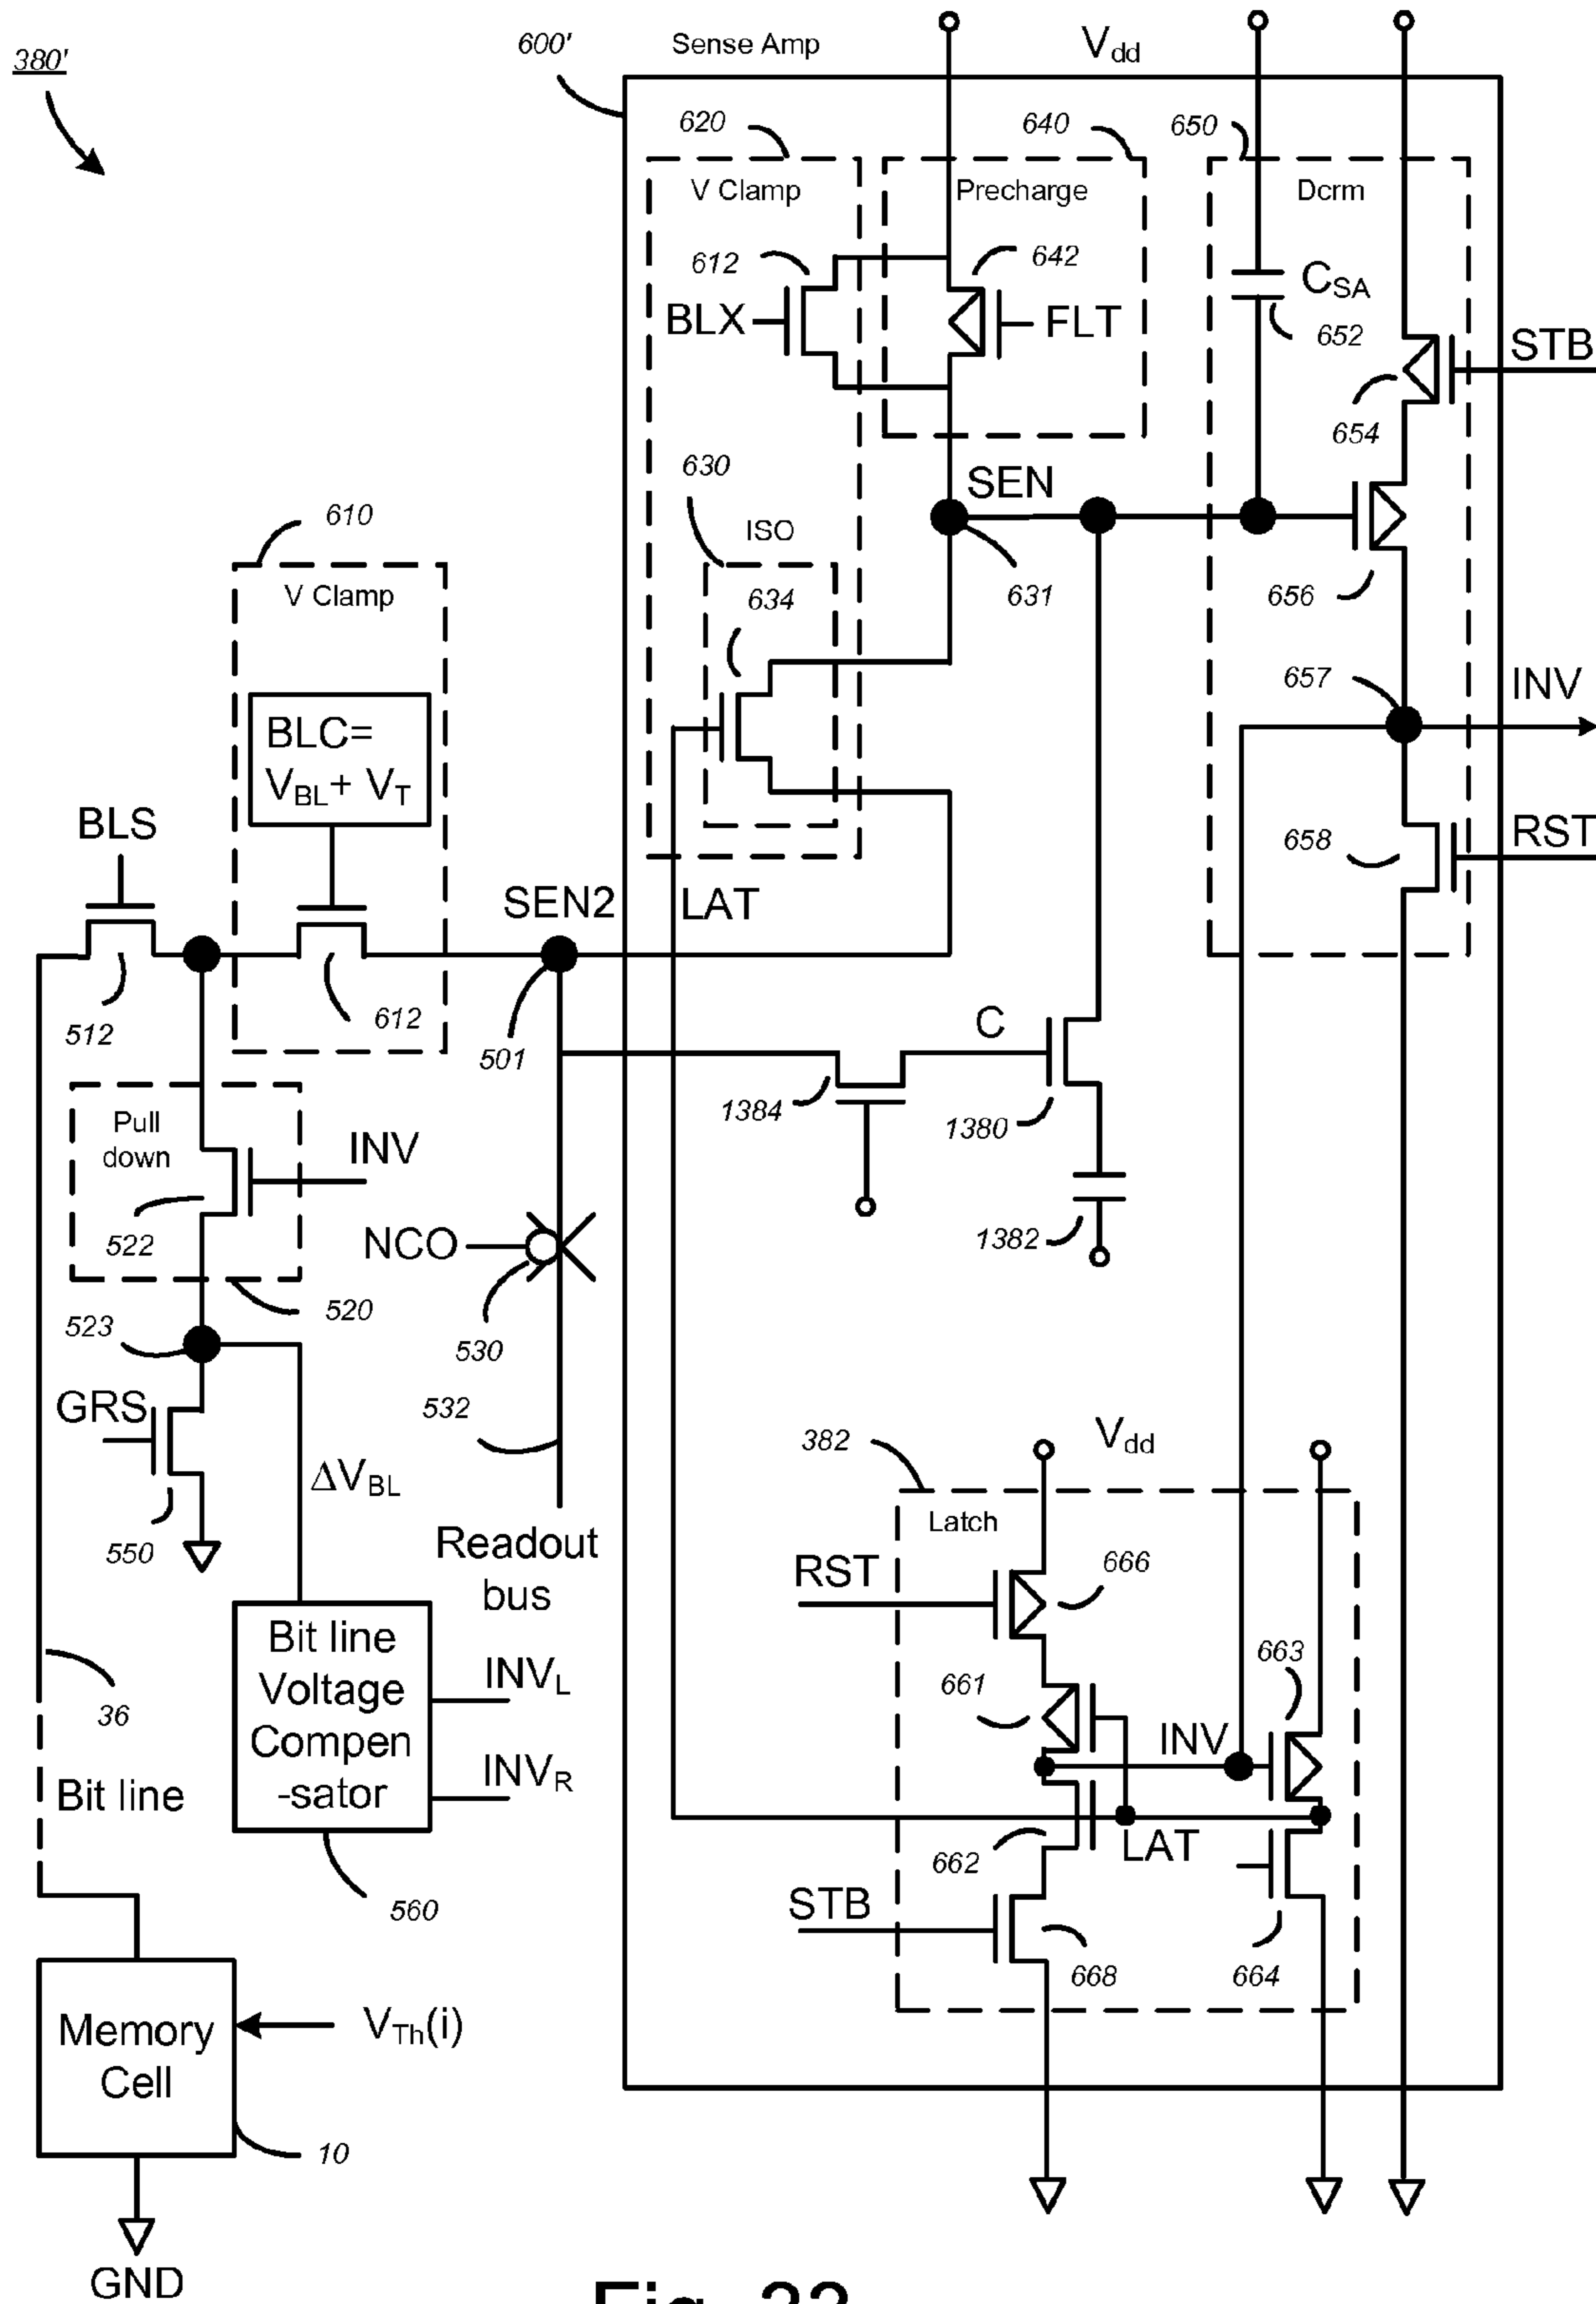 380'
600'
Sense Amp
Vdd
620
640
650
V Clamp
Precharge
Dcrm
612
642
CSA
BLX
FLT
652
STB
654
630
SEN
610
ISO
V Clamp
634
631
656
657
INV
BLC=
VBL+ VT
BLS
658
RST
SEN2
LAT
512
612
501
C
1384
1380
Pull
down
INV
522
NCO
1382
520
523
530
GRS
532
382
Vdd
ΔVBL
Latch
550
Readout
bus
RST
666
Bit line
Voltage
Compen
-sator
INVL
663
661
36
INV
INVR
Bit line
LAT
662
560
STB
668
664
Memory
Cell
VTh(i)
10
GND